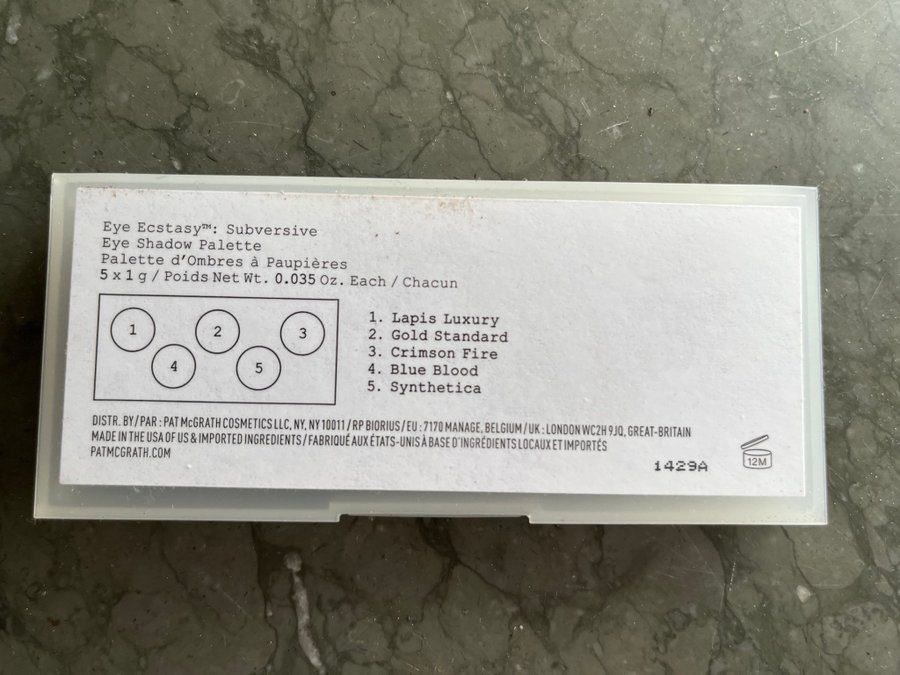 Eye Ecstasy™: Subversive
Eye Shadow Palette
Palette d'Ombres à Paupières
5 x 1 g / Poids Net Wt. 0.035 Oz. Each / Chacun
1 2 3
4 5
1. Lapis Luxury
2. Gold Standard
3. Crimson Fire
4. Blue Blood
5. Synthetica
DISTR. BY / PAR : PAT McGRATH COSMETICS LLC, NY, NY 10011 / RP BIORIUS / EU : 7170 MANAGE, BELGIUM / UK : LONDON WC2H 9JQ, GREAT-BRITAIN
MADE IN THE USA OF US & IMPORTED INGREDIENTS / FABRIQUÉ AUX ÉTATS-UNIS À BASE D'INGRÉDIENTS LOCAUX ET IMPORTÉS
PATMCGRATH.COM
1429A
12M